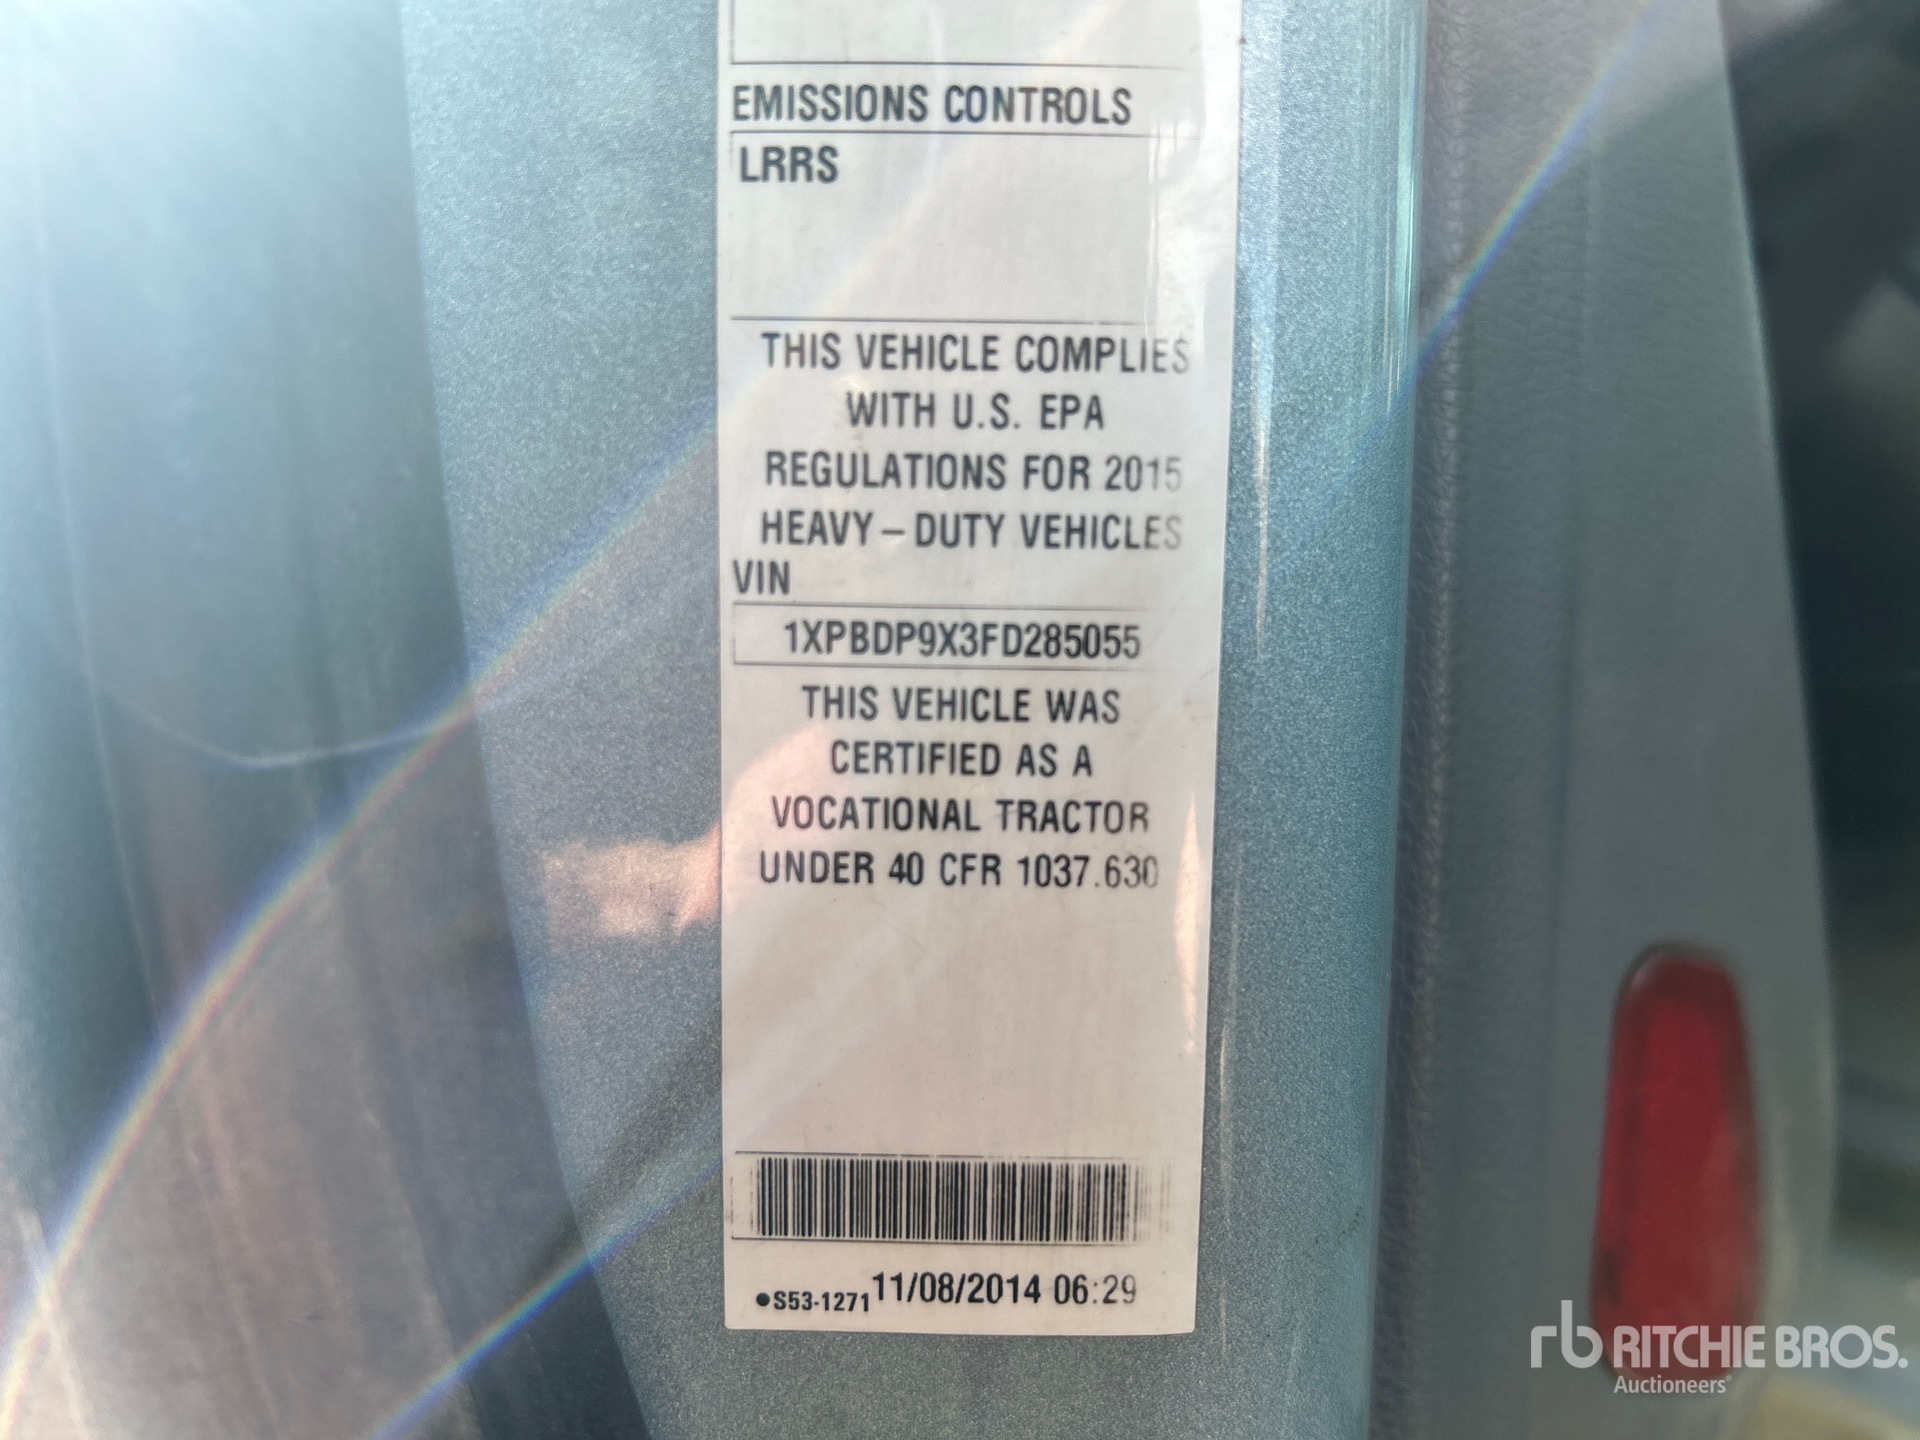 EMISSIONS CONTROLS
LRRS
THIS VEHICLE COMPLIES
WITH U.S. EPA
REGULATIONS FOR 2015
HEAVY – DUTY VEHICLES
VIN
1XPBDP9X3FD285055
THIS VEHICLE WAS
CERTIFIED AS A
VOCATIONAL TRACTOR
UNDER 40 CFR 1037.630
●S53-1271 11/08/2014 06:29
rb RITCHIE BROS.
Auctioneers®